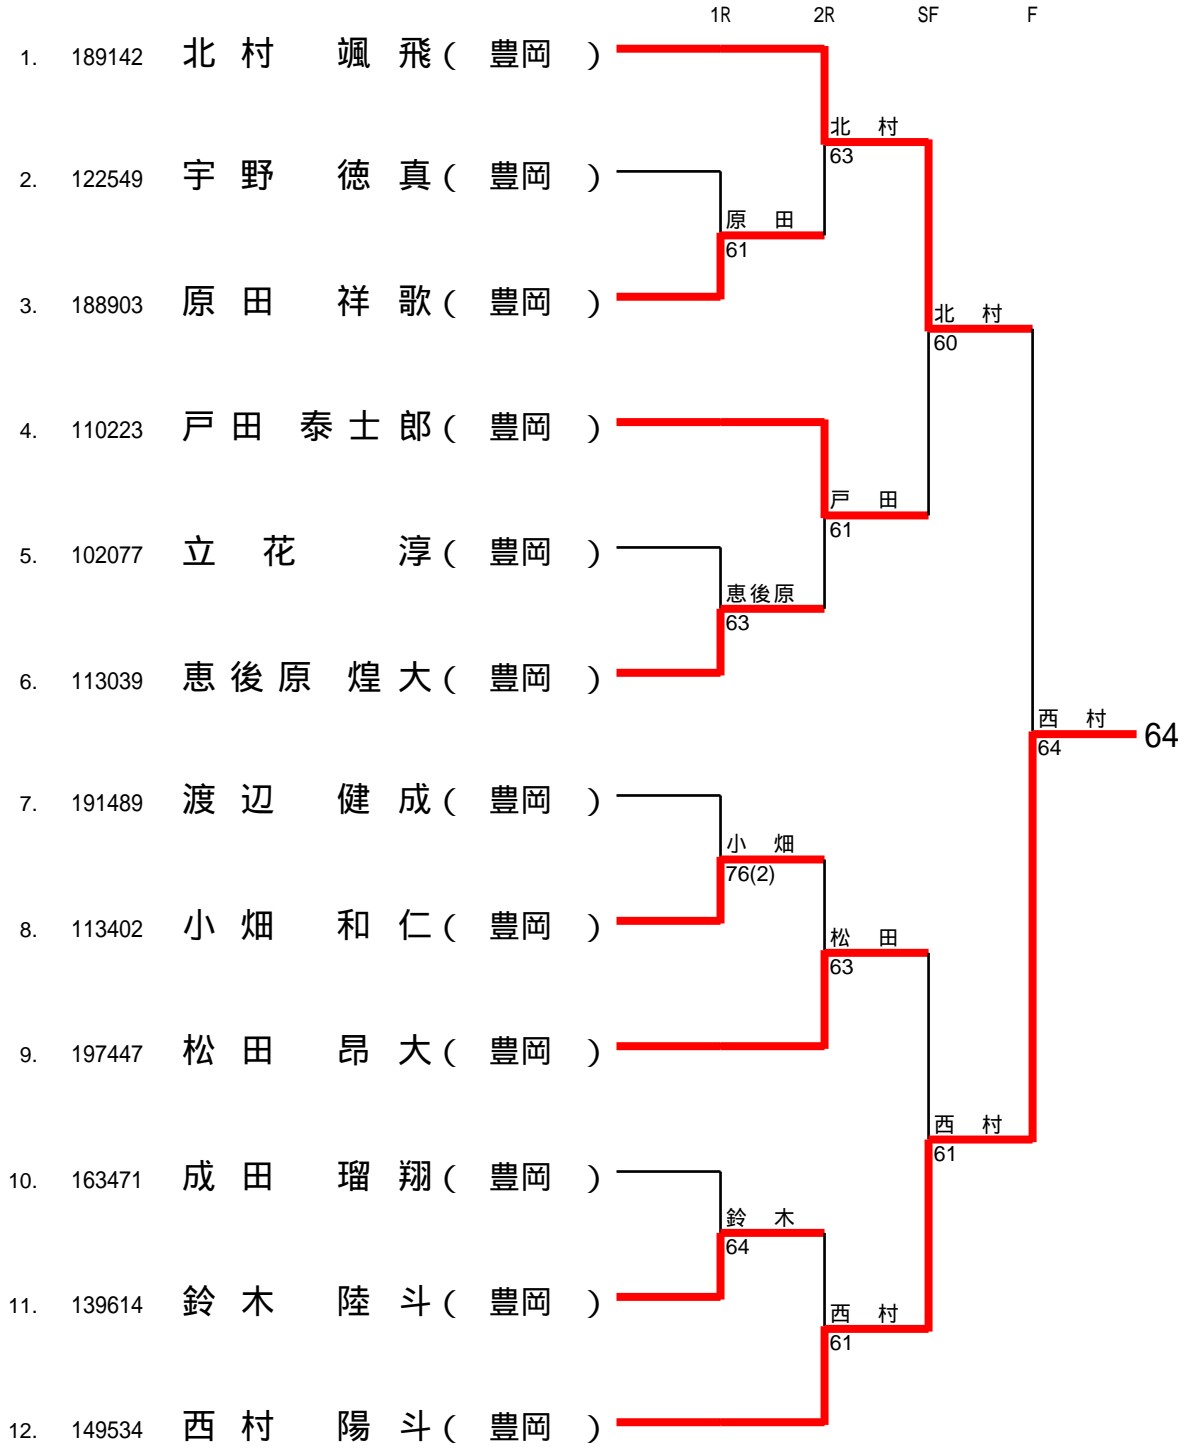 1R 2R SF F
1. 189142 北村 颯飛( 豊岡 )
北村
63
2. 122549 宇野 徳真( 豊岡 )
原田
61
3. 188903 原田 祥歌( 豊岡 )
北村
60
4. 110223 戸田 泰士郎( 豊岡 )
戸田
61
5. 102077 立花 淳( 豊岡 )
恵後原
63
6. 113039 恵後原 煌大( 豊岡 )
西村
64 64
7. 191489 渡辺 健成( 豊岡 )
小畑
76(2)
8. 113402 小畑 和仁( 豊岡 )
松田
63
9. 197447 松田 昂大( 豊岡 )
西村
61
10. 163471 成田 瑠翔( 豊岡 )
鈴木
64
11. 139614 鈴木 陸斗( 豊岡 )
西村
61
12. 149534 西村 陽斗( 豊岡 )